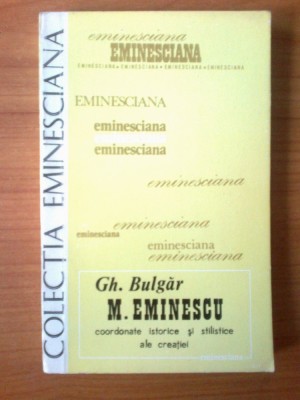 COLECȚIA EMINESCIANA
eminesciana
EMINESCIANA
EMINESCIANA • EMINESCIANA • EMINESCIANA • EMINESCIANA
EMINESCIANA
eminesciana
eminesciana
eminesciana
eminesciana
eminesciana
eminesciana
eminesciana
Gh. Bulgăr
M. EMINESCU
coordonate istorice și stilistice
ale creației